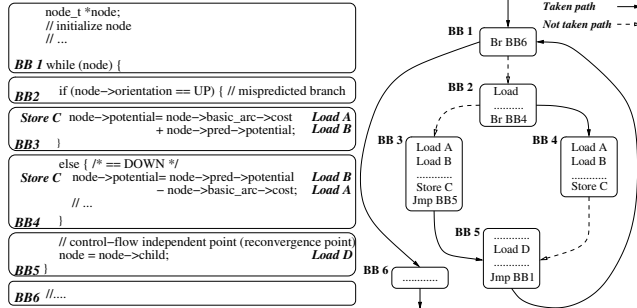 node_t *node;
// initialize node
// ...
BB 1 while (node) {
BB2 if (node->orientation == UP) { // mispredicted branch
Store C node->potential= node->basic_arc->cost Load A
+ node->pred->potential; Load B
BB3 }
else { /* == DOWN */
Store C node->potential= node->pred->potential Load B
− node->basic_arc->cost; Load A
// ...
BB4 }
// control−flow independent point (reconvergence point)
node = node->child; Load D
BB5 }
BB6 //....
Taken path
Not taken path
BB 1
Br BB6
BB 2
Load
............
Br BB4
BB 3
Load A
Load B
............
Store C
Jmp BB5
BB 4
Load A
Load B
............
Store C
BB 5
............
Load D
............
Jmp BB1
BB 6
............